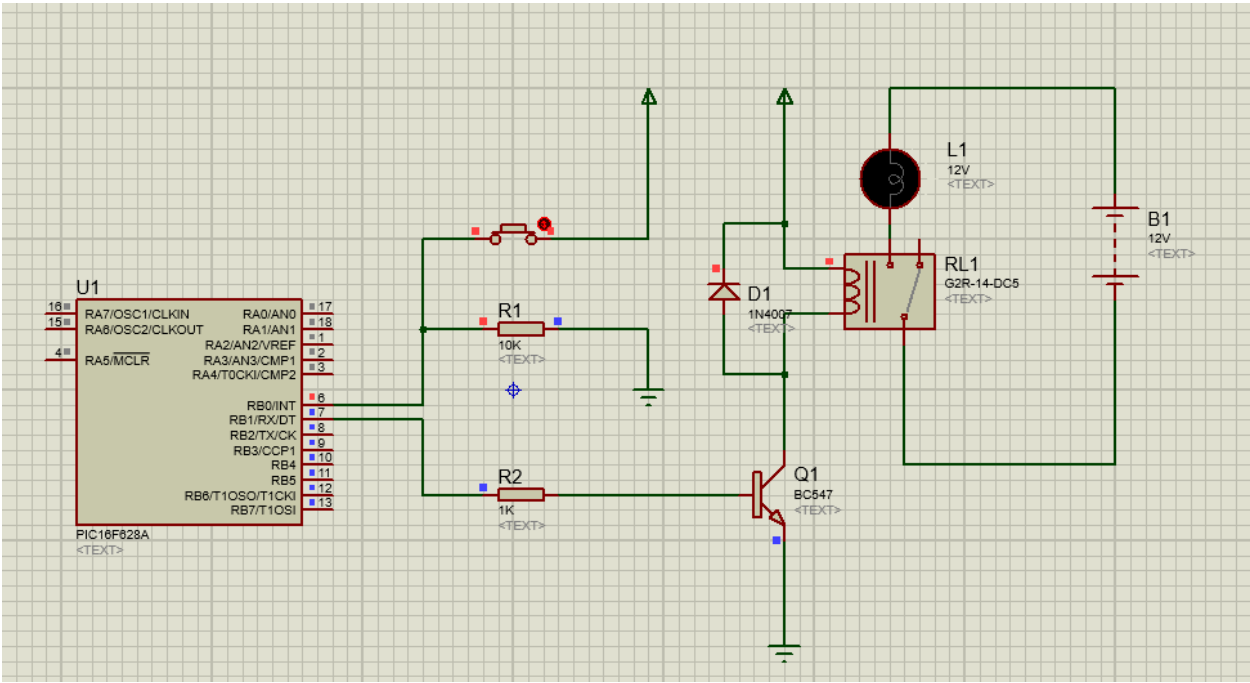 U1
16
RA7/OSC1/CLKIN
RA0/AN0
17
15
RA6/OSC2/CLKOUT
RA1/AN1
18
RA2/AN2/VREF
1
4
RA5/MCLR
RA3/AN3/CMP1
2
RA4/T0CKI/CMP2
3
RB0/INT
6
RB1/RX/DT
7
RB2/TX/CK
8
RB3/CCP1
9
RB4
10
RB5
11
RB6/T1OSO/T1CKI
12
RB7/T1OSI
13
PIC16F628A
<TEXT>
R1
10K
<TEXT>
R2
1K
<TEXT>
D1
1N4007
<TEXT>
Q1
BC547
<TEXT>
L1
12V
<TEXT>
RL1
G2R-14-DC5
<TEXT>
B1
12V
<TEXT>